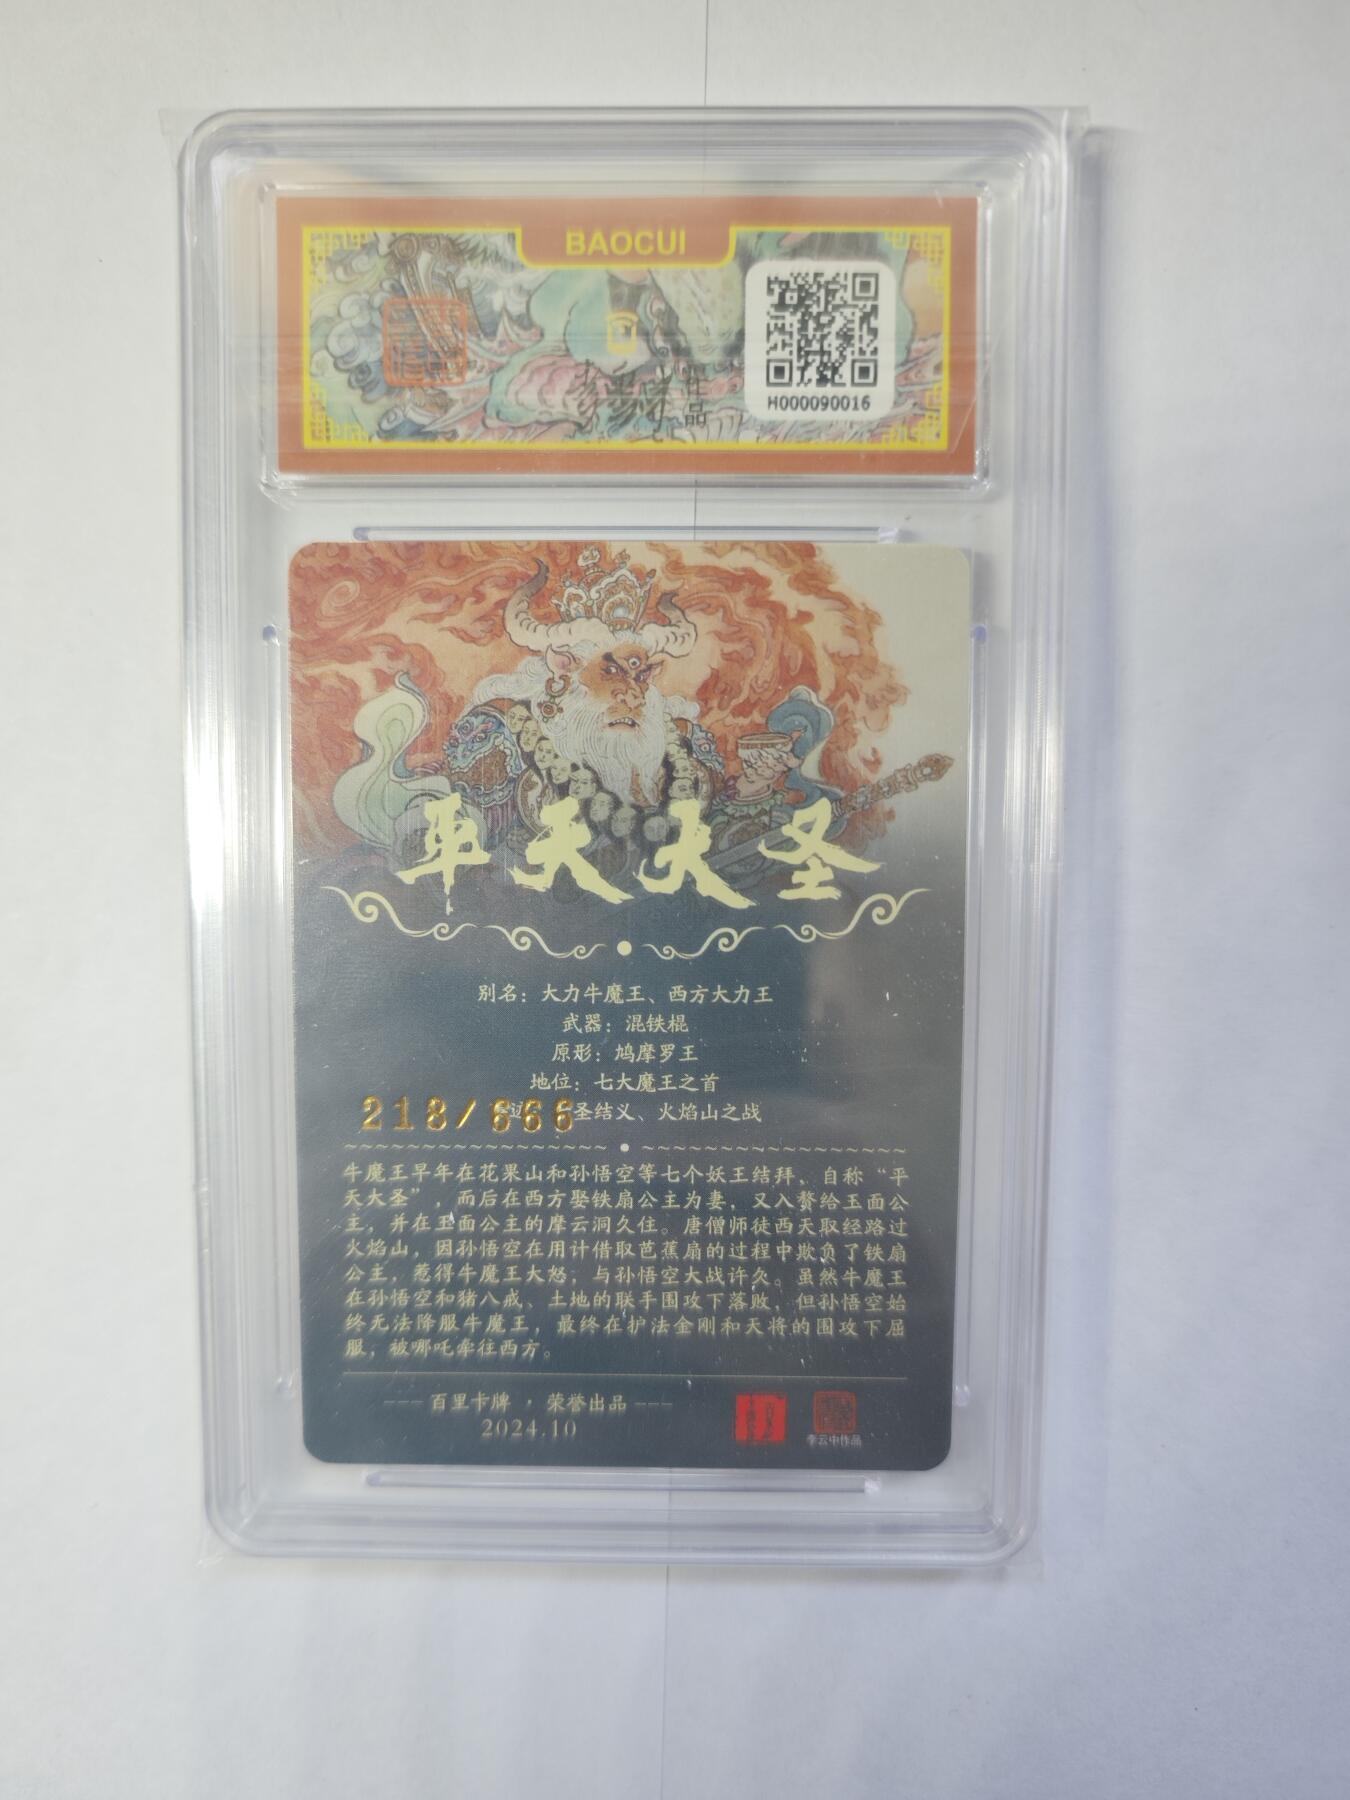 BAOCUI
作品
H000090016
平天大圣
别名：大力牛魔王、西方大力王
武器：混铁棍
原形：鸠摩罗王
地位：七大魔王之首
218/666
圣结义、火焰山之战
牛魔王早年在花果山和孙悟空等七个妖王结拜，自称“平
天大圣”，而后在西方娶铁扇公主为妻，又入赘给玉面公
主，并在玉面公主的摩云洞久住。唐僧师徒西天取经路过
火焰山，因孙悟空在用计借取芭蕉扇的过程中欺负了铁扇
公主，惹得牛魔王大怒，与孙悟空大战许久。虽然牛魔王
在孙悟空和猪八戒、土地的联手围攻下落败，但孙悟空始
终无法降服牛魔王，最终在护法金刚和天将的围攻下屈
服，被哪吒牵往西方。
--- 百里卡牌 · 荣誉出品 ---
2024.10
李云中作品